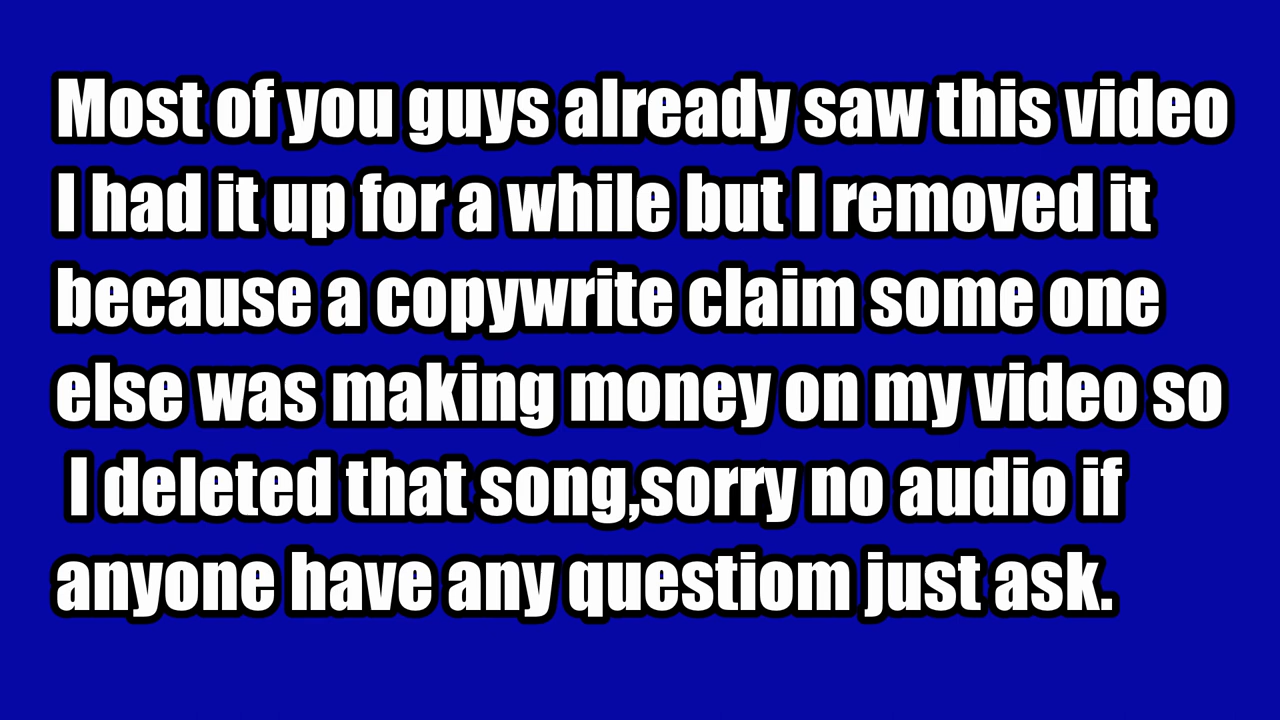 Most of you guys already saw this video
I had it up for a while but I removed it
because a copywrite claim some one
else was making money on my video so
I deleted that song,sorry no audio if
anyone have any questiom just ask.